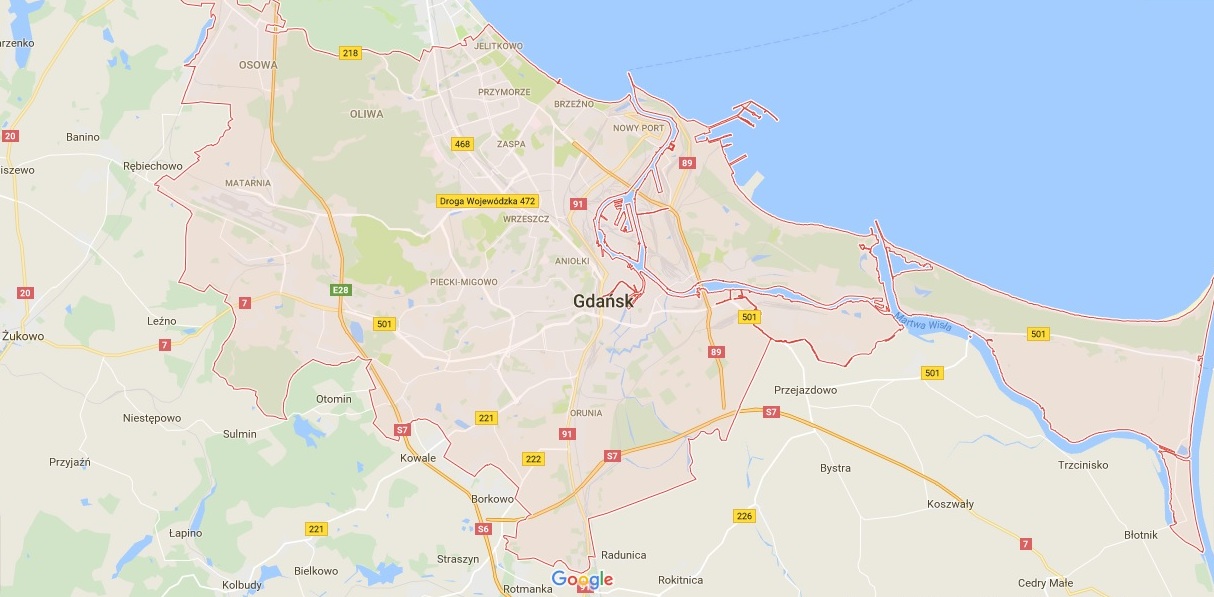 arzenko
JELITKOWO
218
OSOWA
PRZYMORZE
BRZEŹNO
OLIWA
NOWY PORT
20
Banino
468
ZASPA
Rębiechowo
89
iszewo
MATARNIA
Droga Wojewódzka 472
91
WRZESZCZ
ANIOŁKI
PIECKI-MIGOWO
E28
20
7
Gdańsk
501
501
Leźno
Martwa Wisła
501
Żukowo
7
89
501
Przejazdowo
Otomin
Niestępowo
221
ORUNIA
S7
Sulmin
S7
91
Przyjaźń
Kowale
222
S7
Bystra
Trzcinisko
Borkowo
Koszwały
226
221
S6
Łapino
Błotnik
7
Straszyn
Radunica
Bielkowo
Google
Rokitnica
Kolbudy
Rotmanka
Cedry Małe